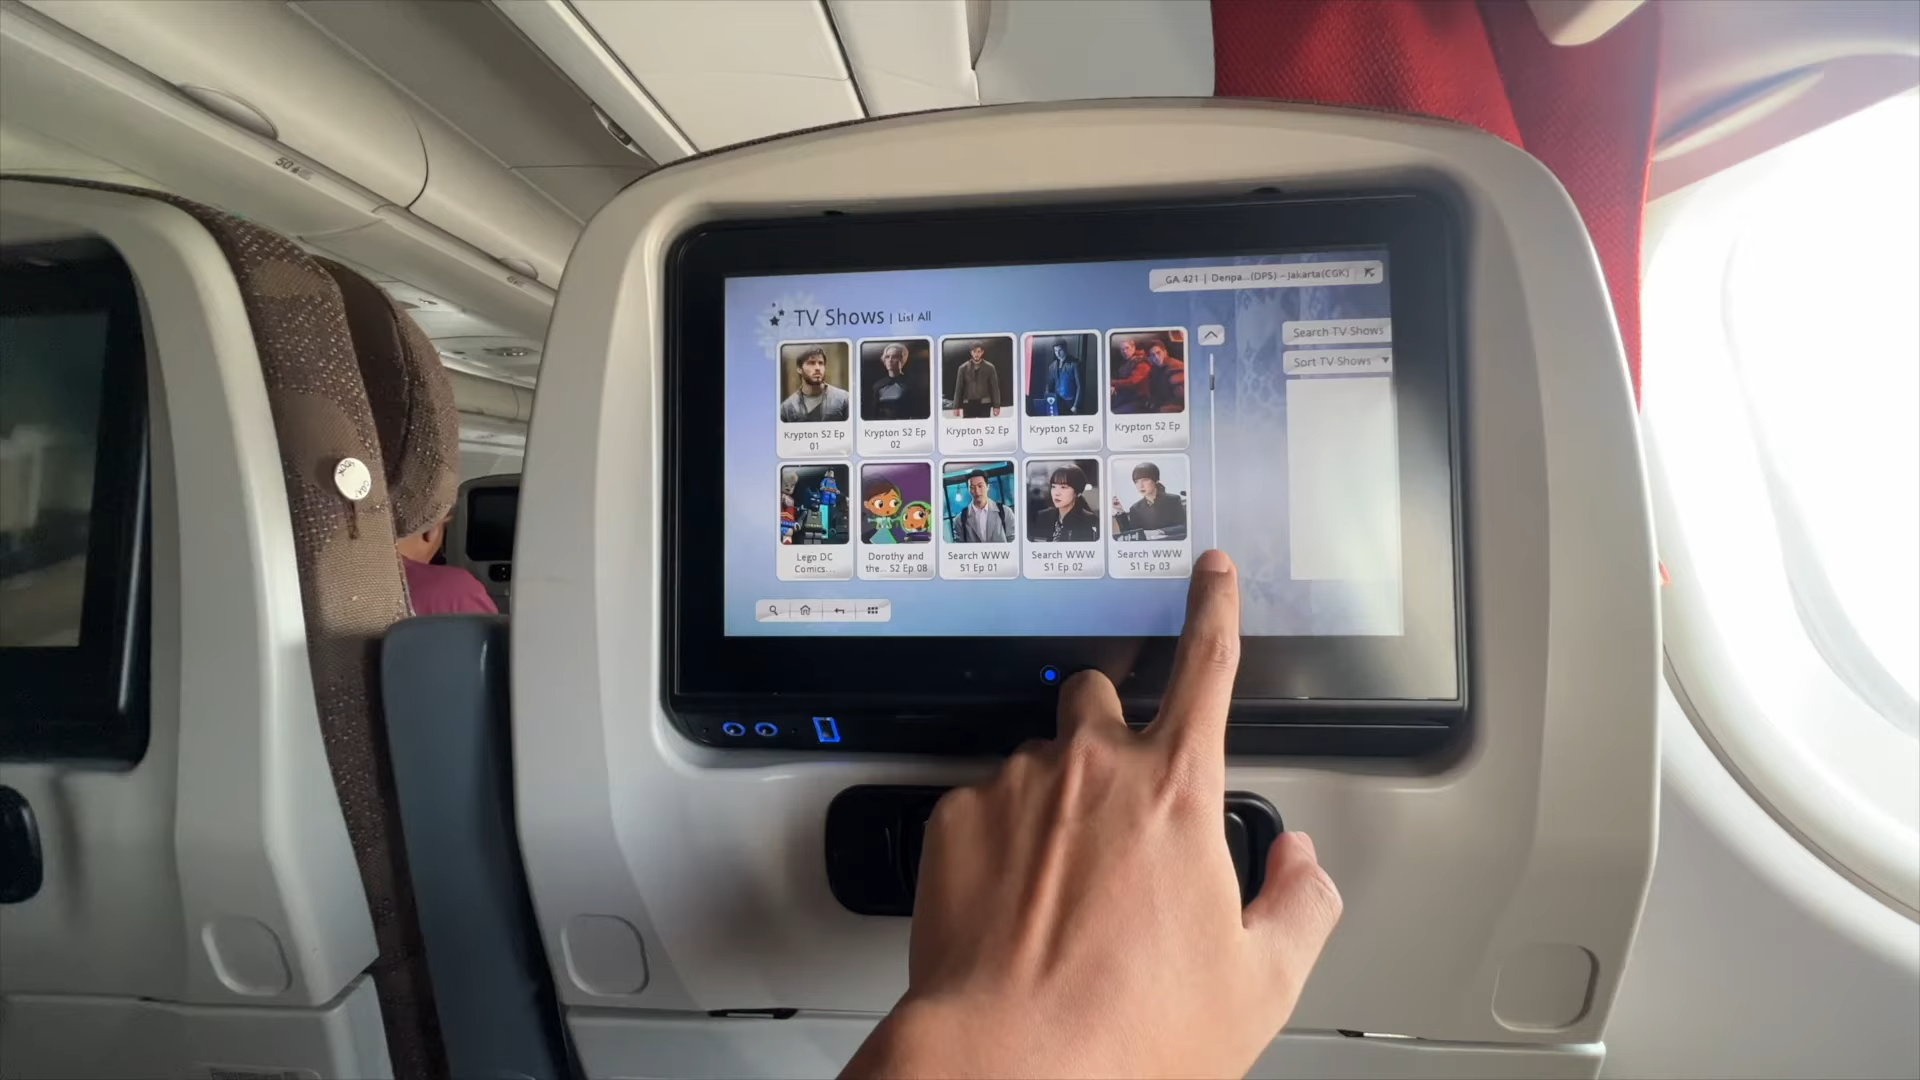 50
GA 421 | Denpa...(DPS) - Jakarta(CGK)
TV Shows | List All
Search TV Shows
Sort TV Shows
Krypton S2 Ep
01
Krypton S2 Ep
02
Krypton S2 Ep
03
Krypton S2 Ep
04
Krypton S2 Ep
05
Lego DC
Comics...
Dorothy and
the... S2 Ep 08
Search WWW
S1 Ep 01
Search WWW
S1 Ep 02
Search WWW
S1 Ep 03